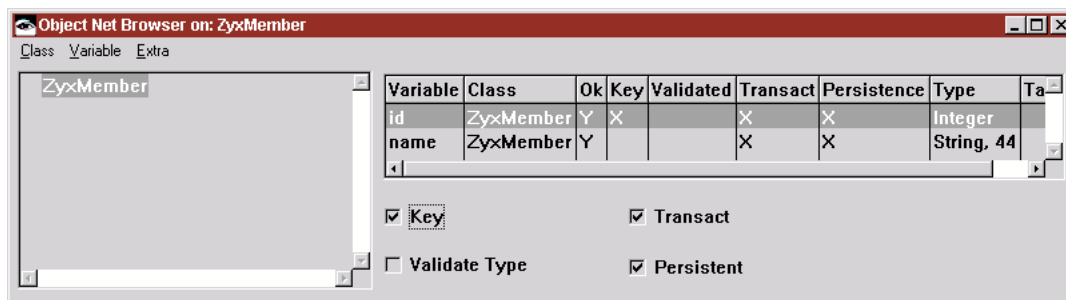 Object Net Browser on: ZyxMember
Class Variable Extra
ZyxMember
Variable Class Ok Key Validated Transact Persistence Type Ta
id ZyxMember Y X X X Integer
name ZyxMember Y X X String, 44
Key Transact
Validate Type Persistent